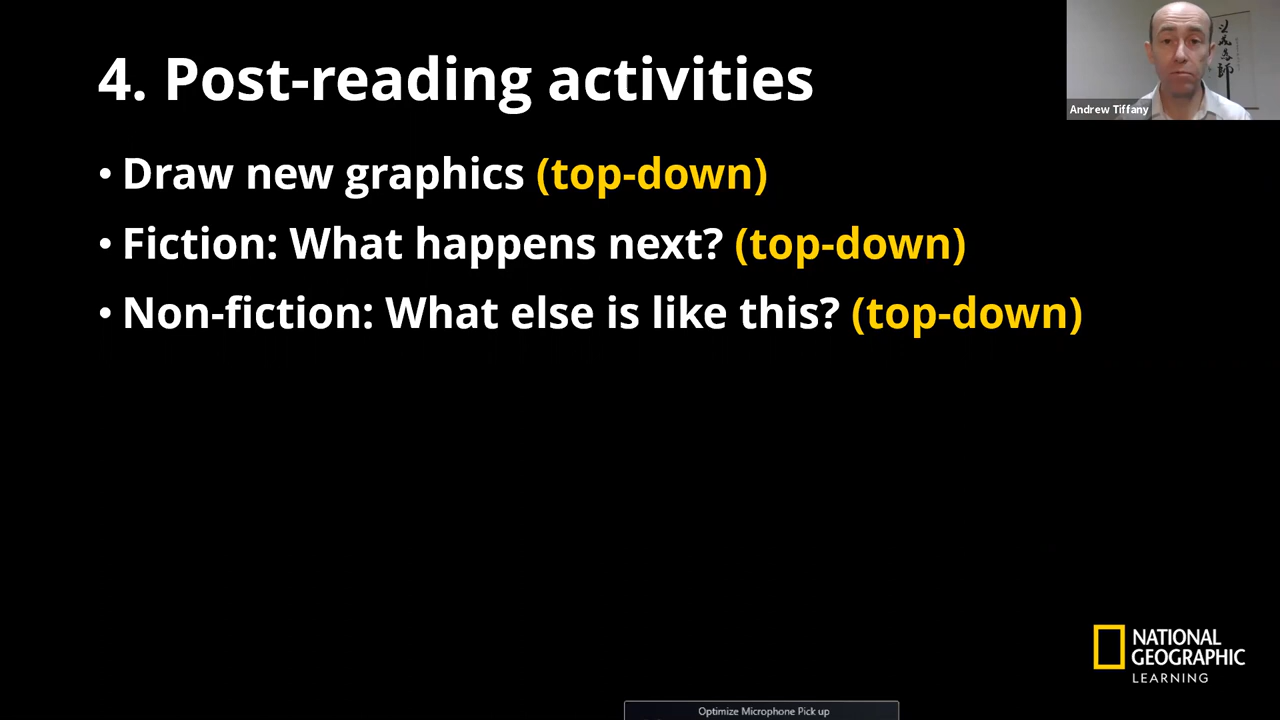 4. Post-reading activities
• Draw new graphics (top-down)
• Fiction: What happens next? (top-down)
• Non-fiction: What else is like this? (top-down)
Andrew Tiffany
NATIONAL
GEOGRAPHIC
LEARNING
Optimize Microphone Pick up